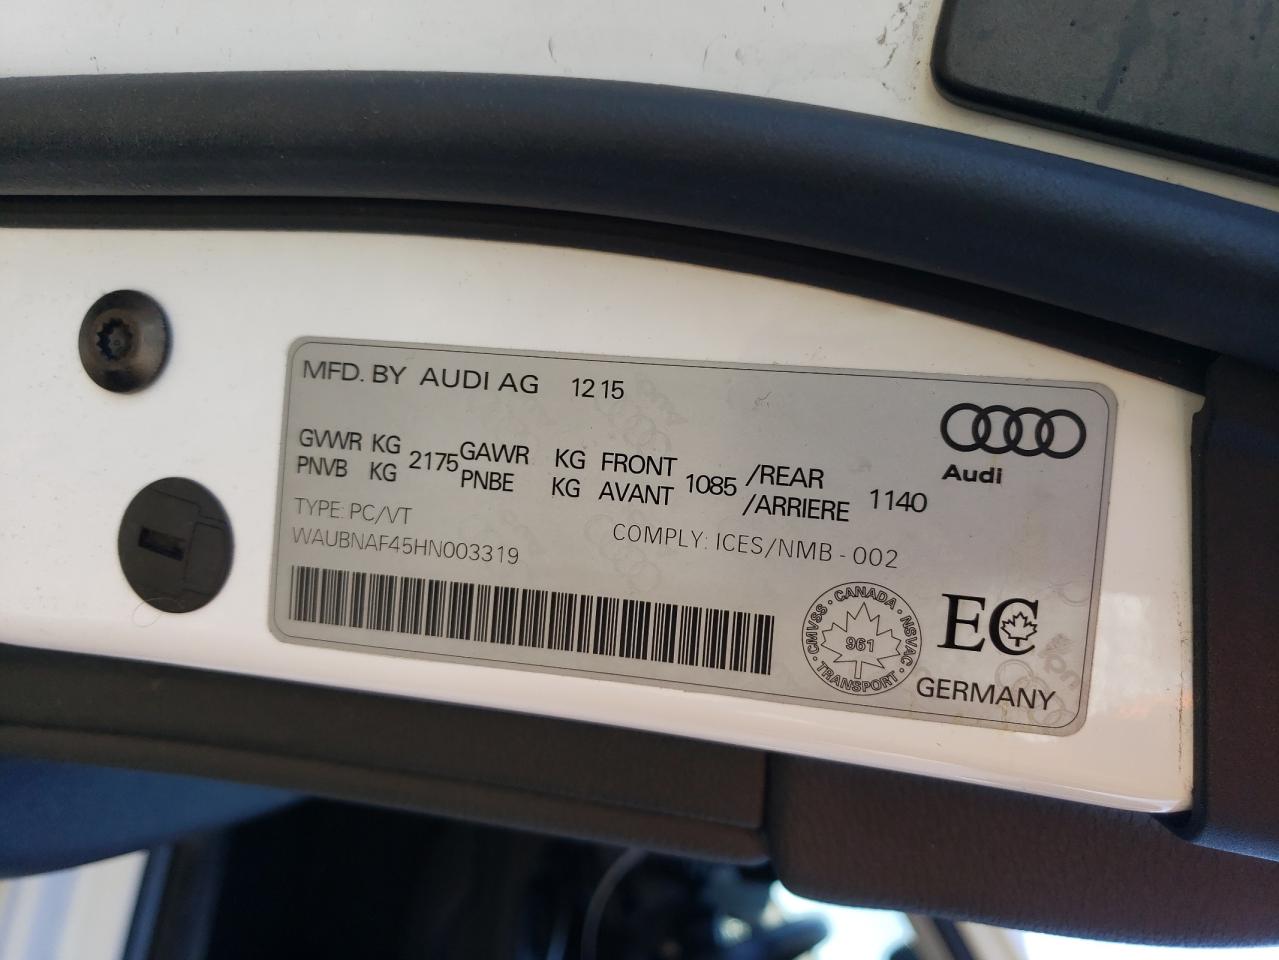 MFD. BY AUDI AG 12 15
Audi
GVWR KG 2175 GAWR KG FRONT 1085 /REAR 1140
PNVB KG PNBE KG AVANT /ARRIERE
TYPE: PC/VT
COMPLY: ICES/NMB - 002
WAUBNAF45HN003319
CANADA · NSVAC · TRANSPORT · CMVSS ·
961
EC
GERMANY